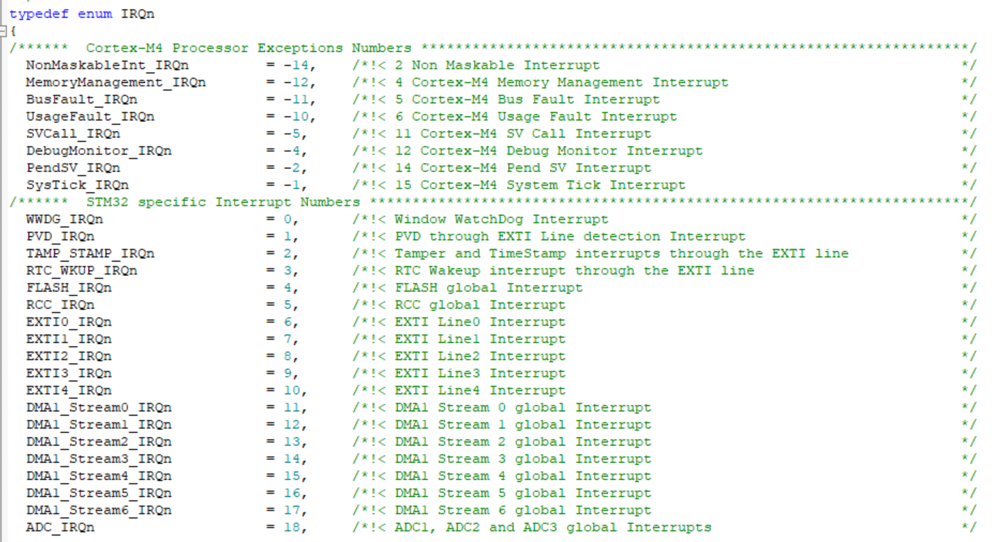 typedef enum IRQn
{
/******  Cortex-M4 Processor Exceptions Numbers ****************************************************************/
  NonMaskableInt_IRQn         = -14,    /*!< 2 Non Maskable Interrupt                                          */
  MemoryManagement_IRQn       = -12,    /*!< 4 Cortex-M4 Memory Management Interrupt                           */
  BusFault_IRQn               = -11,    /*!< 5 Cortex-M4 Bus Fault Interrupt                                   */
  UsageFault_IRQn             = -10,    /*!< 6 Cortex-M4 Usage Fault Interrupt                                 */
  SVCall_IRQn                 = -5,     /*!< 11 Cortex-M4 SV Call Interrupt                                    */
  DebugMonitor_IRQn           = -4,     /*!< 12 Cortex-M4 Debug Monitor Interrupt                              */
  PendSV_IRQn                 = -2,     /*!< 14 Cortex-M4 Pend SV Interrupt                                    */
  SysTick_IRQn                = -1,     /*!< 15 Cortex-M4 System Tick Interrupt                                */
/******  STM32 specific Interrupt Numbers **********************************************************************/
  WWDG_IRQn                   = 0,      /*!< Window WatchDog Interrupt                                         */
  PVD_IRQn                    = 1,      /*!< PVD through EXTI Line detection Interrupt                         */
  TAMP_STAMP_IRQn             = 2,      /*!< Tamper and TimeStamp interrupts through the EXTI line             */
  RTC_WKUP_IRQn               = 3,      /*!< RTC Wakeup interrupt through the EXTI line                        */
  FLASH_IRQn                  = 4,      /*!< FLASH global Interrupt                                            */
  RCC_IRQn                    = 5,      /*!< RCC global Interrupt                                              */
  EXTI0_IRQn                  = 6,      /*!< EXTI Line0 Interrupt                                              */
  EXTI1_IRQn                  = 7,      /*!< EXTI Line1 Interrupt                                              */
  EXTI2_IRQn                  = 8,      /*!< EXTI Line2 Interrupt                                              */
  EXTI3_IRQn                  = 9,      /*!< EXTI Line3 Interrupt                                              */
  EXTI4_IRQn                  = 10,     /*!< EXTI Line4 Interrupt                                              */
  DMA1_Stream0_IRQn           = 11,     /*!< DMA1 Stream 0 global Interrupt                                    */
  DMA1_Stream1_IRQn           = 12,     /*!< DMA1 Stream 1 global Interrupt                                    */
  DMA1_Stream2_IRQn           = 13,     /*!< DMA1 Stream 2 global Interrupt                                    */
  DMA1_Stream3_IRQn           = 14,     /*!< DMA1 Stream 3 global Interrupt                                    */
  DMA1_Stream4_IRQn           = 15,     /*!< DMA1 Stream 4 global Interrupt                                    */
  DMA1_Stream5_IRQn           = 16,     /*!< DMA1 Stream 5 global Interrupt                                    */
  DMA1_Stream6_IRQn           = 17,     /*!< DMA1 Stream 6 global Interrupt                                    */
  ADC_IRQn                    = 18,     /*!< ADC1, ADC2 and ADC3 global Interrupts                             */